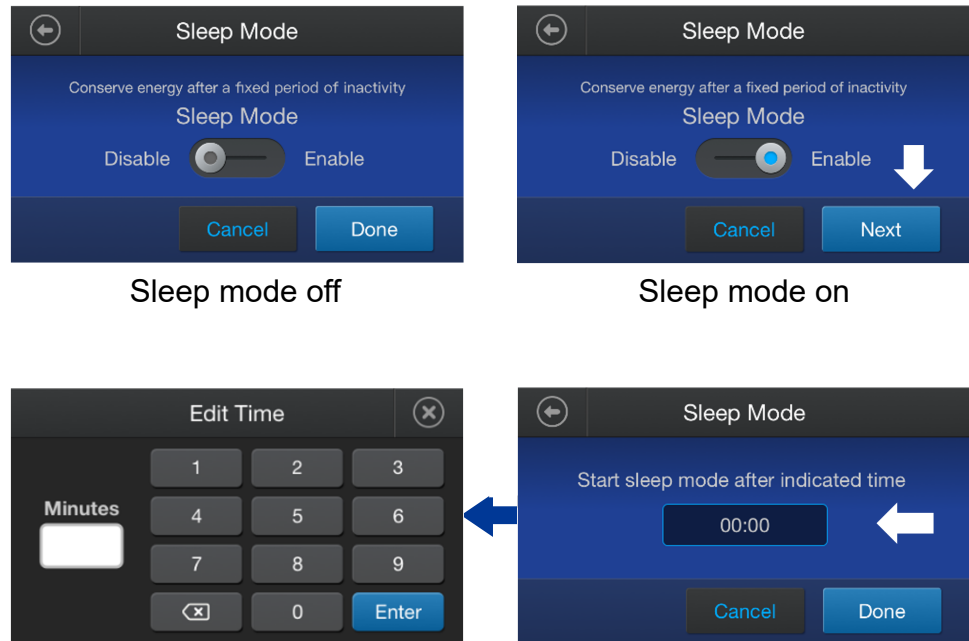 Sleep Mode
Conserve energy after a fixed period of inactivity
Sleep Mode
Disable Enable
Cancel Done
Sleep mode off
Sleep Mode
Conserve energy after a fixed period of inactivity
Sleep Mode
Disable Enable
Cancel Next
Sleep mode on
Edit Time
Minutes
1 2 3
4 5 6
7 8 9
0 Enter
Sleep Mode
Start sleep mode after indicated time
00:00
Cancel Done